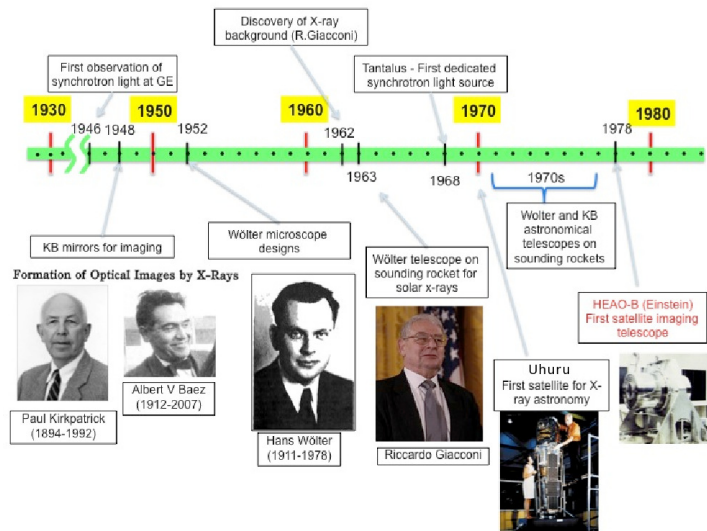 Discovery of X-ray
background (R.Giacconi)
First observation of
synchrotron light at GE
Tantalus - First dedicated
synchrotron light source
1930
1946
1948
1950
1952
1960
1962
1963
1968
1970
1970s
1978
1980
KB mirrors for imaging
Wölter microscope
designs
Wölter telescope on
sounding rocket for
solar x-rays
Wolter and KB
astronomical
telescopes on
sounding rockets
Formation of Optical Images by X-Rays
HEAO-B (Einstein)
First satellite imaging
telescope
Uhuru
First satellite for X-
ray astronomy
Paul Kirkpatrick
(1894-1992)
Albert V Baez
(1912-2007)
Hans Wölter
(1911-1978)
Riccardo Giacconi